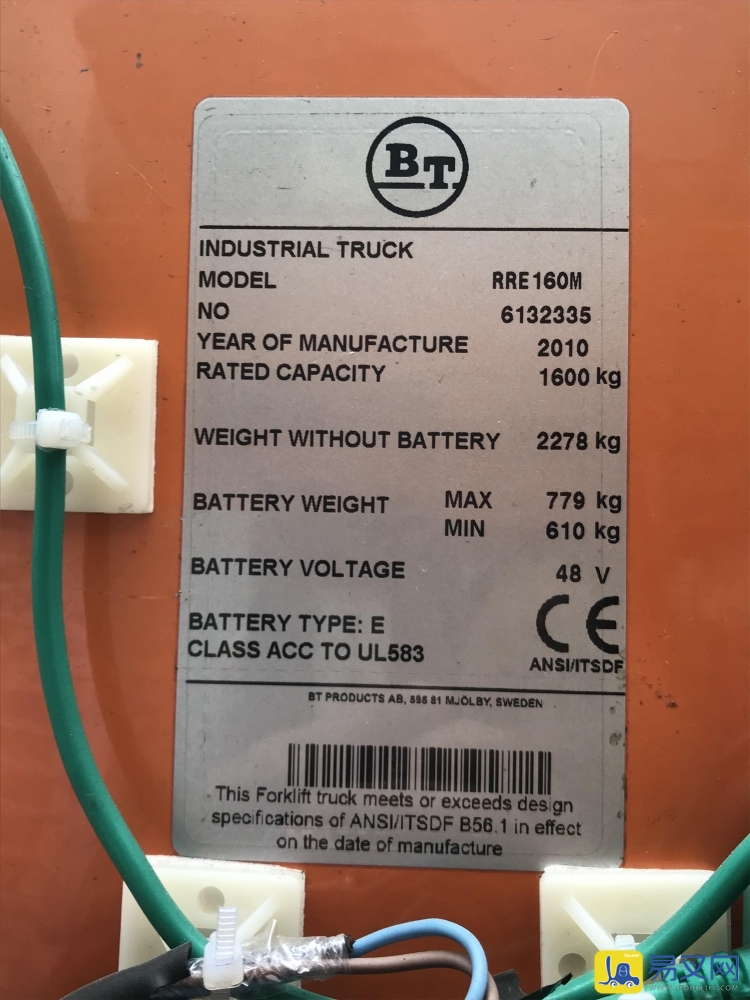 BT
INDUSTRIAL TRUCK
MODEL RRE160M
NO 6132335
YEAR OF MANUFACTURE 2010
RATED CAPACITY 1600 kg
WEIGHT WITHOUT BATTERY 2278 kg
BATTERY WEIGHT MAX 779 kg
MIN 610 kg
BATTERY VOLTAGE 48 V
BATTERY TYPE: E
CLASS ACC TO UL583
CE
ANSI/ITSDF
BT PRODUCTS AB, 595 81 MJÖLBY, SWEDEN
This Forklift truck meets or exceeds design
specifications of ANSI/ITSDF B56.1 in effect
on the date of manufacture
易叉网